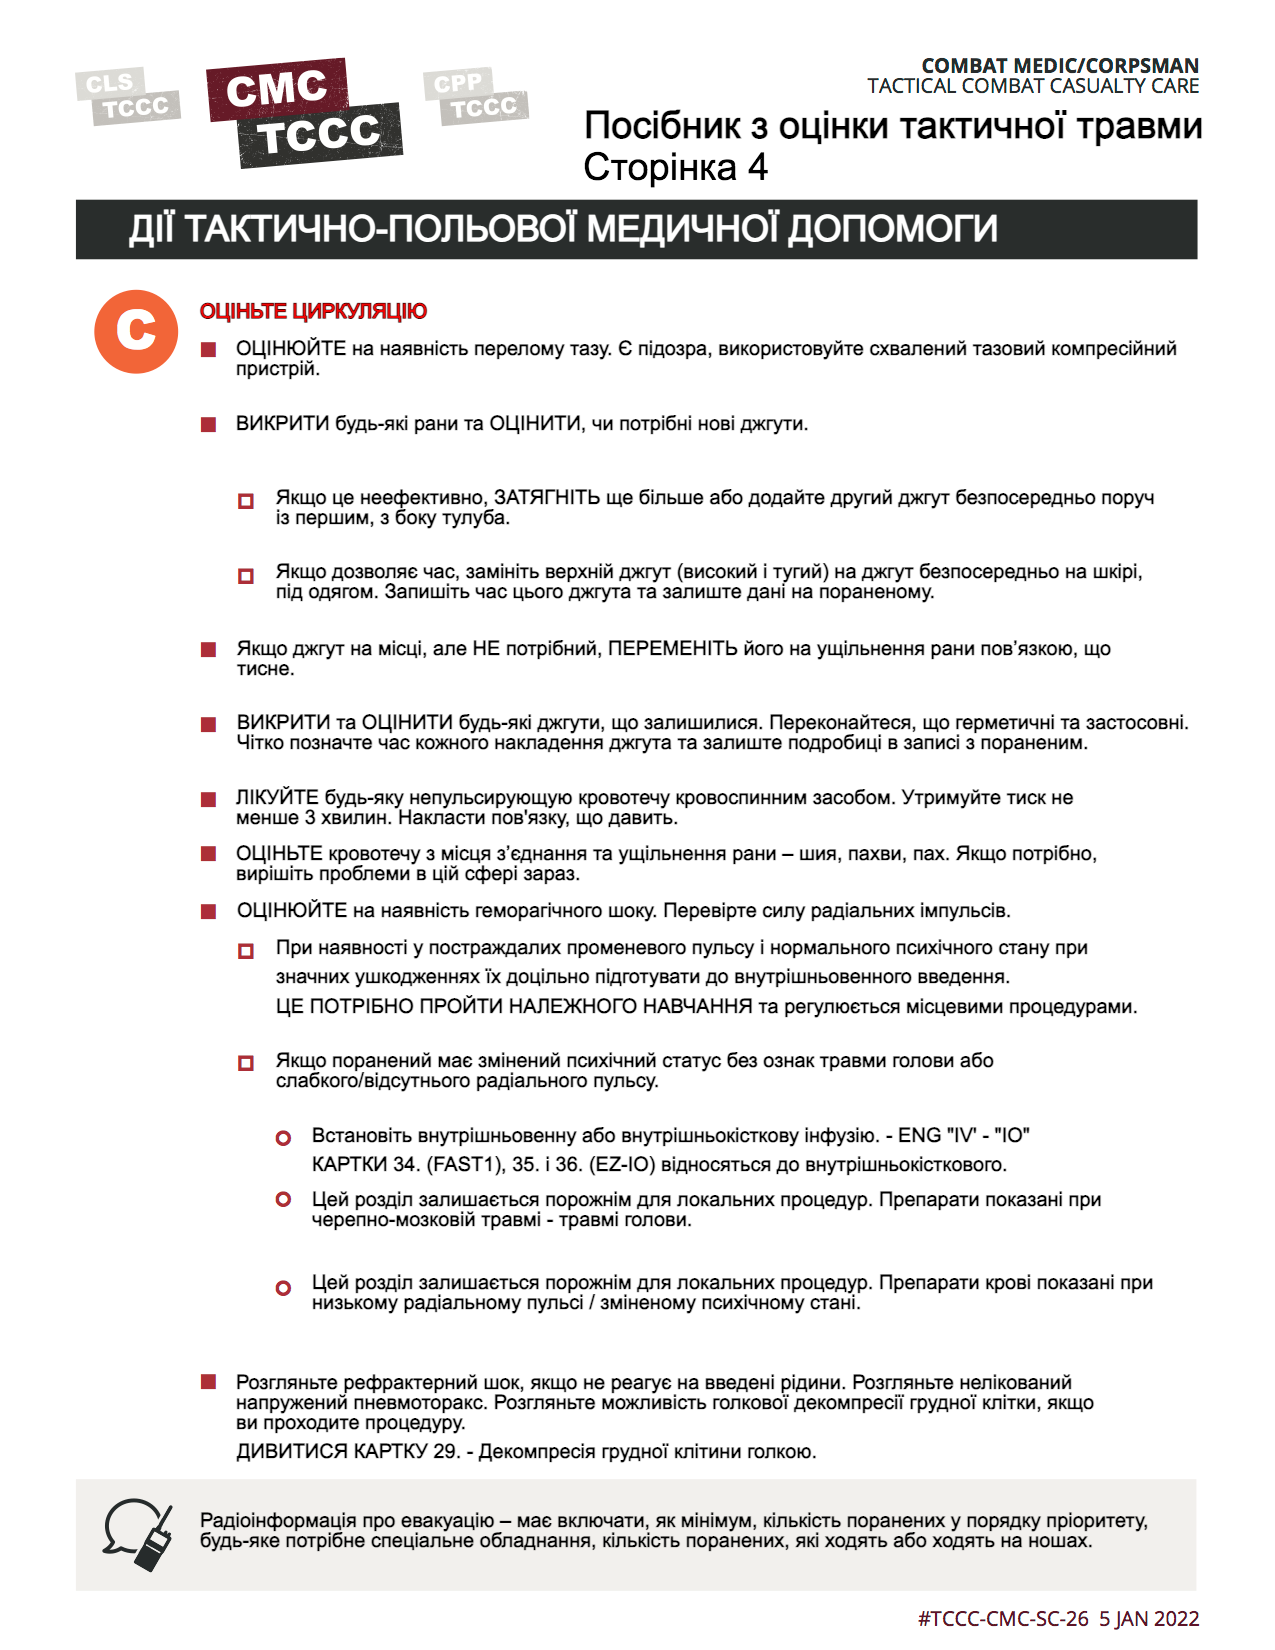 CLS
TCCC
CMC
TCCC
CPP
TCCC
COMBAT MEDIC/CORPSMAN
TACTICAL COMBAT CASUALTY CARE
Посібник з оцінки тактичної травми
Сторінка 4
ДІЇ ТАКТИЧНО-ПОЛЬОВОЇ МЕДИЧНОЇ ДОПОМОГИ
C
ОЦІНЬТЕ ЦИРКУЛЯЦІЮ
ОЦІНЮЙТЕ на наявність перелому тазу. Є підозра, використовуйте схвалений тазовий компресійний
пристрій.
ВИКРИТИ будь-які рани та ОЦІНИТИ, чи потрібні нові джгути.
Якщо це неефективно, ЗАТЯГНІТЬ ще більше або додайте другий джгут безпосередньо поруч
із першим, з боку тулуба.
Якщо дозволяє час, замініть верхній джгут (високий і тугий) на джгут безпосередньо на шкірі,
під одягом. Запишіть час цього джгута та залиште дані на пораненому.
Якщо джгут на місці, але НЕ потрібний, ПЕРЕМЕНІТЬ його на ущільнення рани пов’язкою, що
тисне.
ВИКРИТИ та ОЦІНИТИ будь-які джгути, що залишилися. Переконайтеся, що герметичні та застосовні.
Чітко позначте час кожного накладення джгута та залиште подробиці в записі з пораненим.
ЛІКУЙТЕ будь-яку непульсирующую кровотечу кровоспинним засобом. Утримуйте тиск не
менше 3 хвилин. Накласти пов'язку, що давить.
ОЦІНЬТЕ кровотечу з місця з’єднання та ущільнення рани – шия, пахви, пах. Якщо потрібно,
вирішіть проблеми в цій сфері зараз.
ОЦІНЮЙТЕ на наявність геморагічного шоку. Перевірте силу радіальних імпульсів.
При наявності у постраждалих променевого пульсу і нормального психічного стану при
значних ушкодженнях їх доцільно підготувати до внутрішньовенного введення.
ЦЕ ПОТРІБНО ПРОЙТИ НАЛЕЖНОГО НАВЧАННЯ та регулюється місцевими процедурами.
Якщо поранений має змінений психічний статус без ознак травми голови або
слабкого/відсутнього радіального пульсу.
Встановіть внутрішньовенну або внутрішньокісткову інфузію. - ENG "IV' - "IO"
КАРТКИ 34. (FAST1), 35. і 36. (EZ-IO) відносяться до внутрішньокісткового.
Цей розділ залишається порожнім для локальних процедур. Препарати показані при
черепно-мозковій травмі - травмі голови.
Цей розділ залишається порожнім для локальних процедур. Препарати крові показані при
низькому радіальному пульсі / зміненому психічному стані.
Розгляньте рефрактерний шок, якщо не реагує на введені рідини. Розгляньте нелікований
напружений пневмоторакс. Розгляньте можливість голкової декомпресії грудної клітки, якщо
ви проходите процедуру.
ДИВИТИСЯ КАРТКУ 29. - Декомпресія грудної клітини голкою.
Радіоінформація про евакуацію – має включати, як мінімум, кількість поранених у порядку пріоритету,
будь-яке потрібне спеціальне обладнання, кількість поранених, які ходять або ходять на ношах.
#TCCC-CMC-SC-26 5 JAN 2022